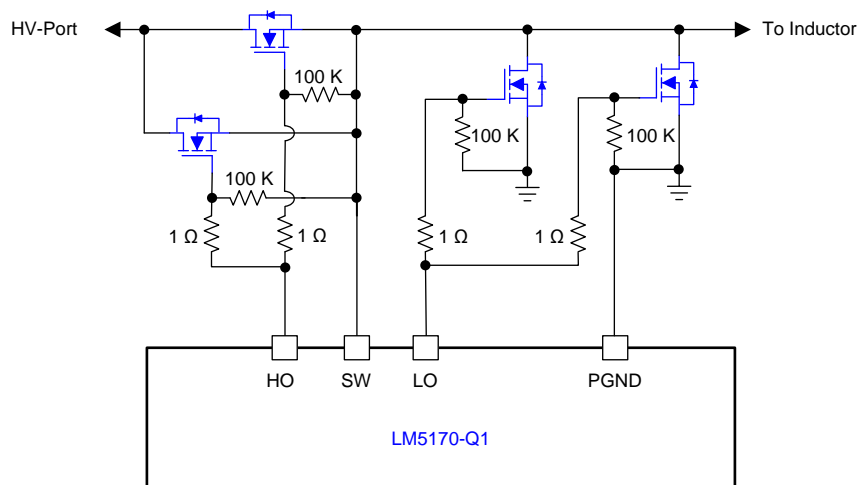 HV-Port
To Inductor
100 K
100 K
100 K
100 K
1 Ω
1 Ω
1 Ω
1 Ω
HO
SW
LO
PGND
LM5170-Q1